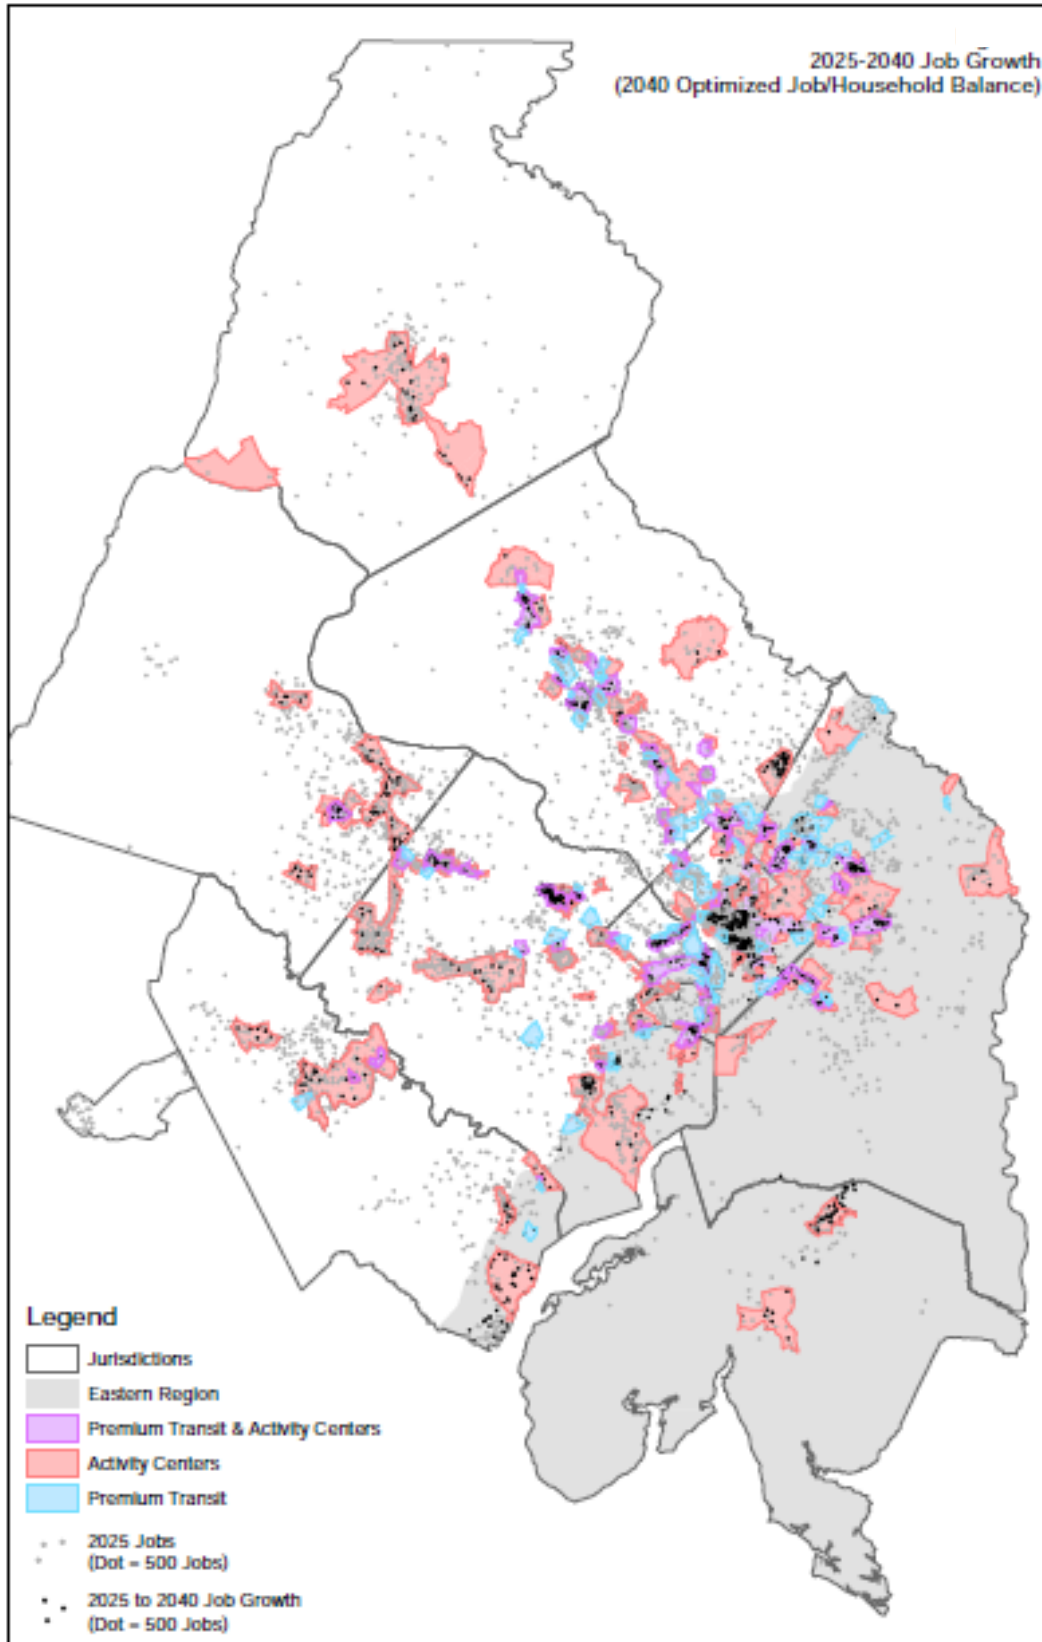 2025-2040 Job Growth
(2040 Optimized Job/Household Balance)
Legend
Jurisdictions
Eastern Region
Premium Transit & Activity Centers
Activity Centers
Premium Transit
2025 Jobs
(Dot = 500 Jobs)
2025 to 2040 Job Growth
(Dot = 500 Jobs)